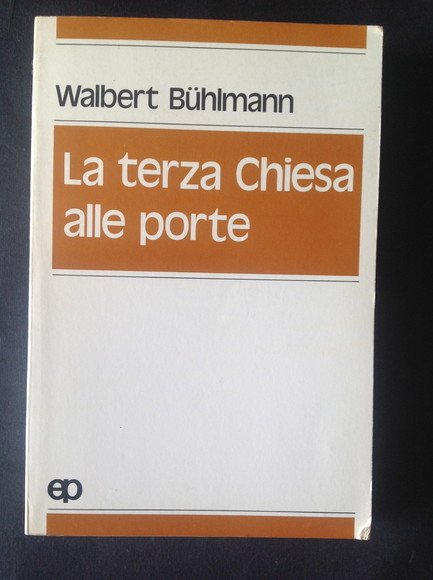 Walbert Bühlmann
La terza Chiesa
alle porte
ep